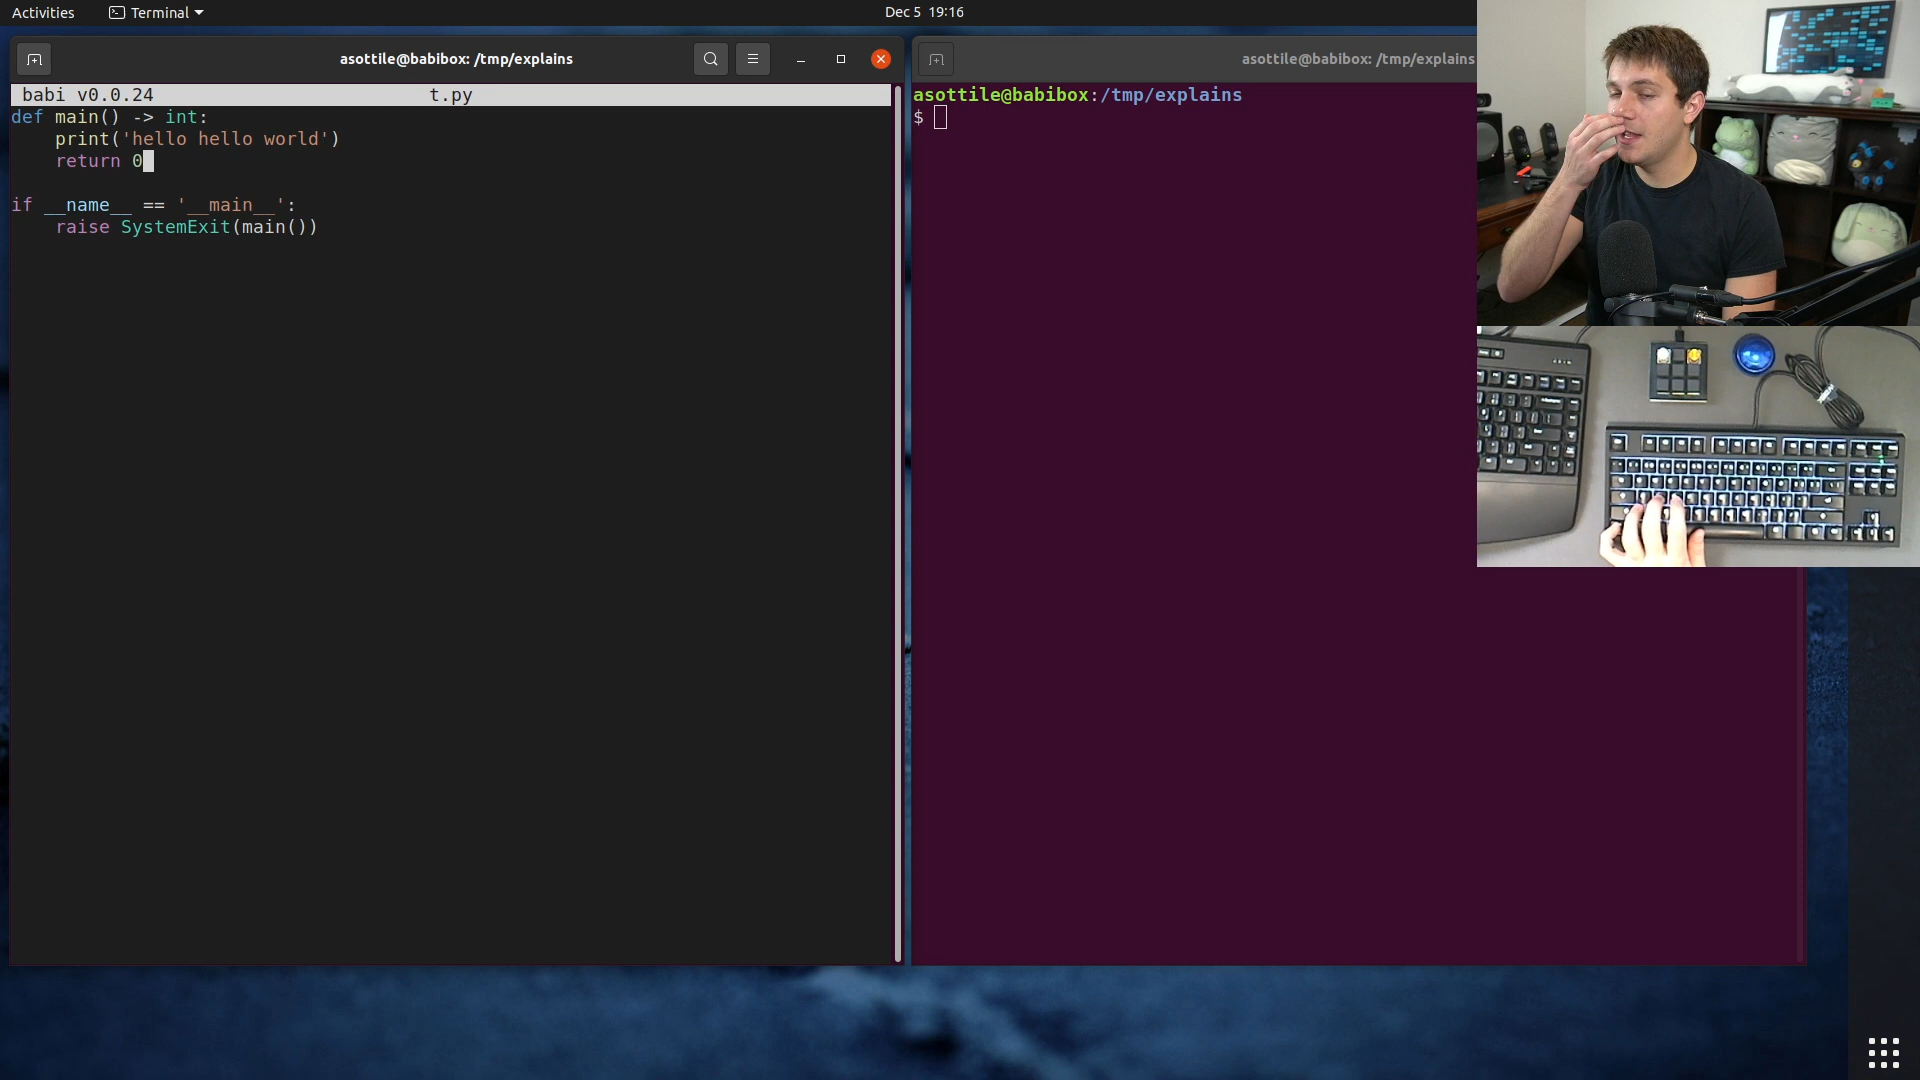 Activities
Terminal
Dec 5 19:16
asottile@babibox: /tmp/explains
babi v0.0.24 t.py
def main() -> int:
    print('hello hello world')
    return 0
if __name__ == '__main__':
    raise SystemExit(main())
asottile@babibox: /tmp/explains
asottile@babibox:/tmp/explains
$